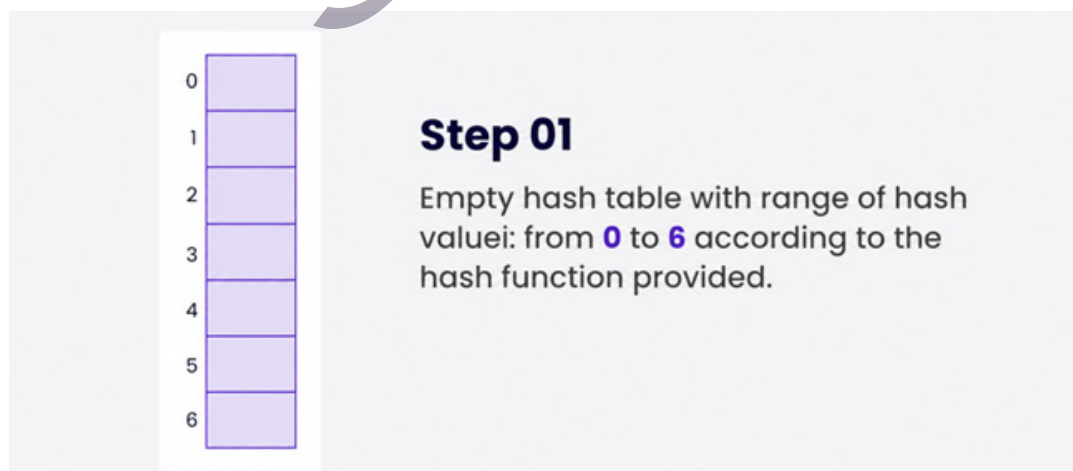 0
1
2
3
4
5
6
Step 01
Empty hash table with range of hash
valuei: from 0 to 6 according to the
hash function provided.